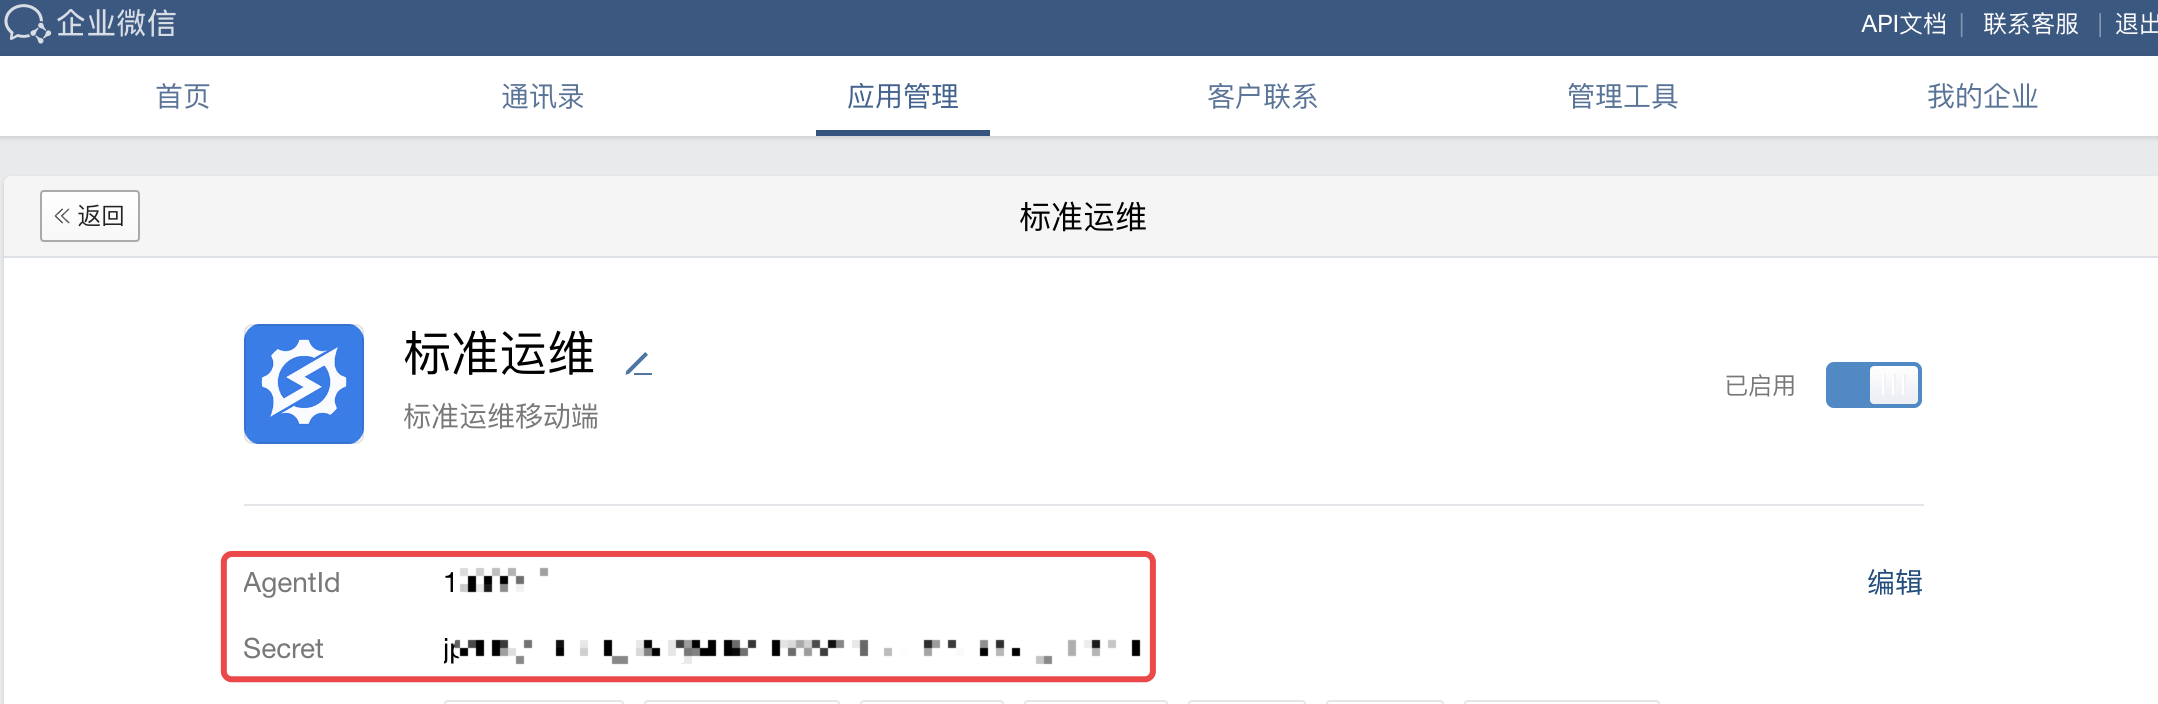 企业微信
API文档 | 联系客服 | 退出
首页 通讯录 应用管理 客户联系 管理工具 我的企业
« 返回 标准运维
标准运维
标准运维移动端
已启用
AgentId 1
编辑
Secret